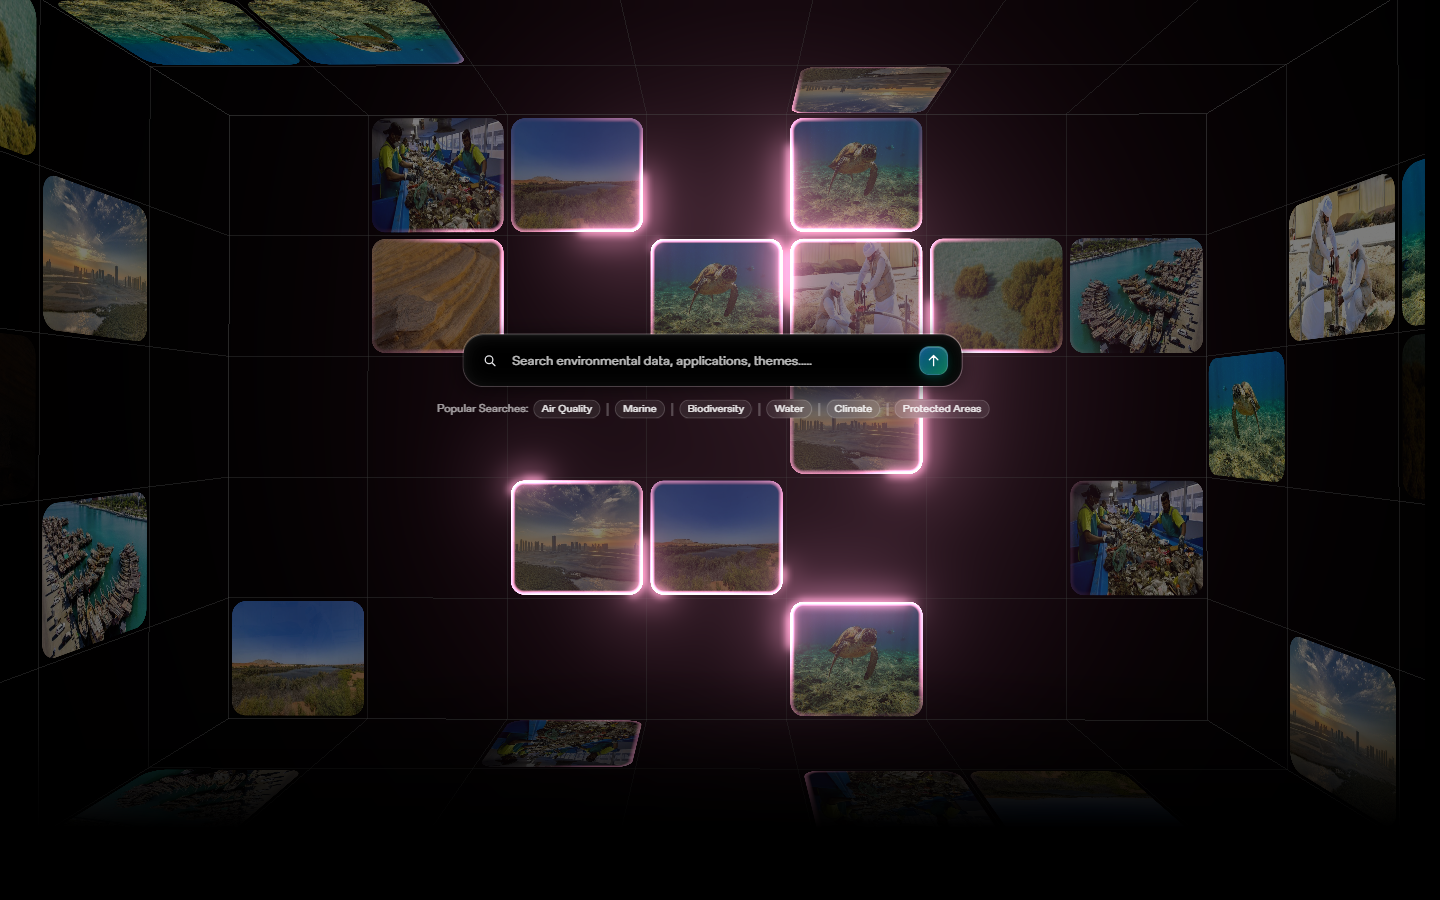 Search environmental data, applications, themes.....
Popular Searches: Air Quality | Marine | Biodiversity | Water | Climate | Protected Areas